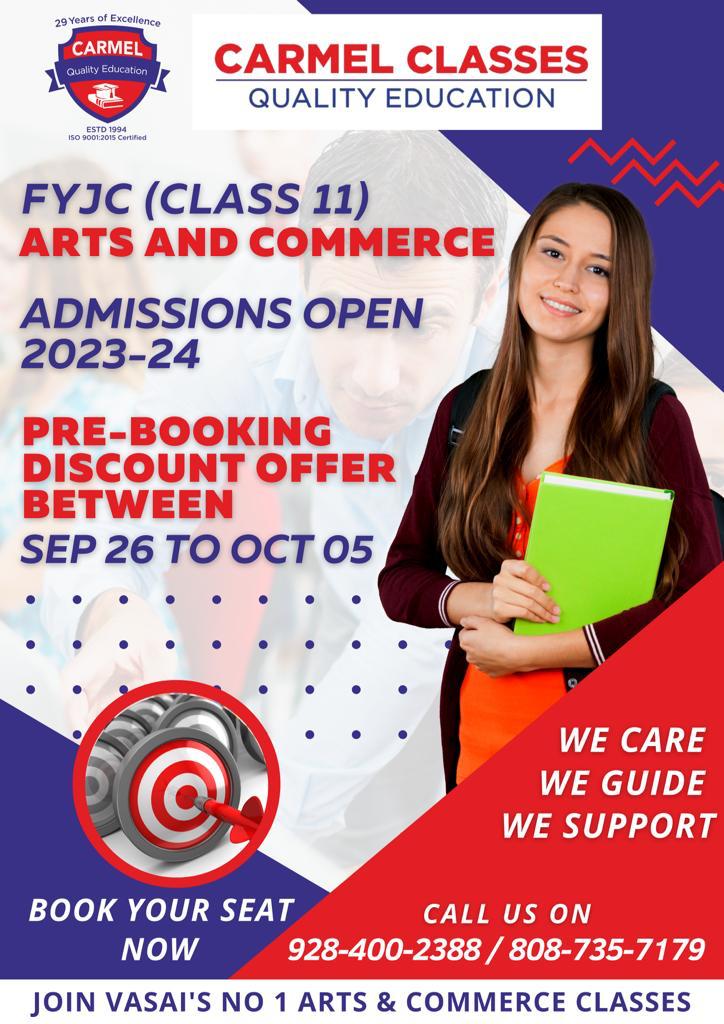 29 Years of Excellence
CARMEL
Quality Education
ESTD 1994
ISO 9001:2015 Certified
CARMEL CLASSES
QUALITY EDUCATION
FYJC (CLASS 11)
ARTS AND COMMERCE
ADMISSIONS OPEN
2023-24
PRE-BOOKING
DISCOUNT OFFER
BETWEEN
SEP 26 TO OCT 05
WE CARE
WE GUIDE
WE SUPPORT
BOOK YOUR SEAT
NOW
CALL US ON
928-400-2388 / 808-735-7179
JOIN VASAI'S NO 1 ARTS & COMMERCE CLASSES